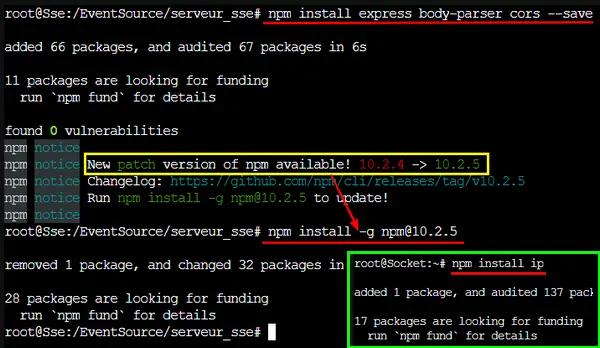 root@Sse:/EventSource/serveur_sse# npm install express body-parser cors --save
added 66 packages, and audited 67 packages in 6s
11 packages are looking for funding
run `npm fund` for details
found 0 vulnerabilities
npm notice
npm notice New patch version of npm available! 10.2.4 -> 10.2.5
npm notice Changelog: https://github.com/npm/cli/releases/tag/v10.2.5
npm notice Run npm install -g npm@10.2.5 to update!
npm notice
root@Sse:/EventSource/serveur_sse# npm install -g npm@10.2.5
removed 1 package, and changed 32 packages in
28 packages are looking for funding
run `npm fund` for details
root@Sse:/EventSource/serveur_sse#
root@Socket:~# npm install ip
added 1 package, and audited 137 pack
17 packages are looking for funding
run `npm fund` for details